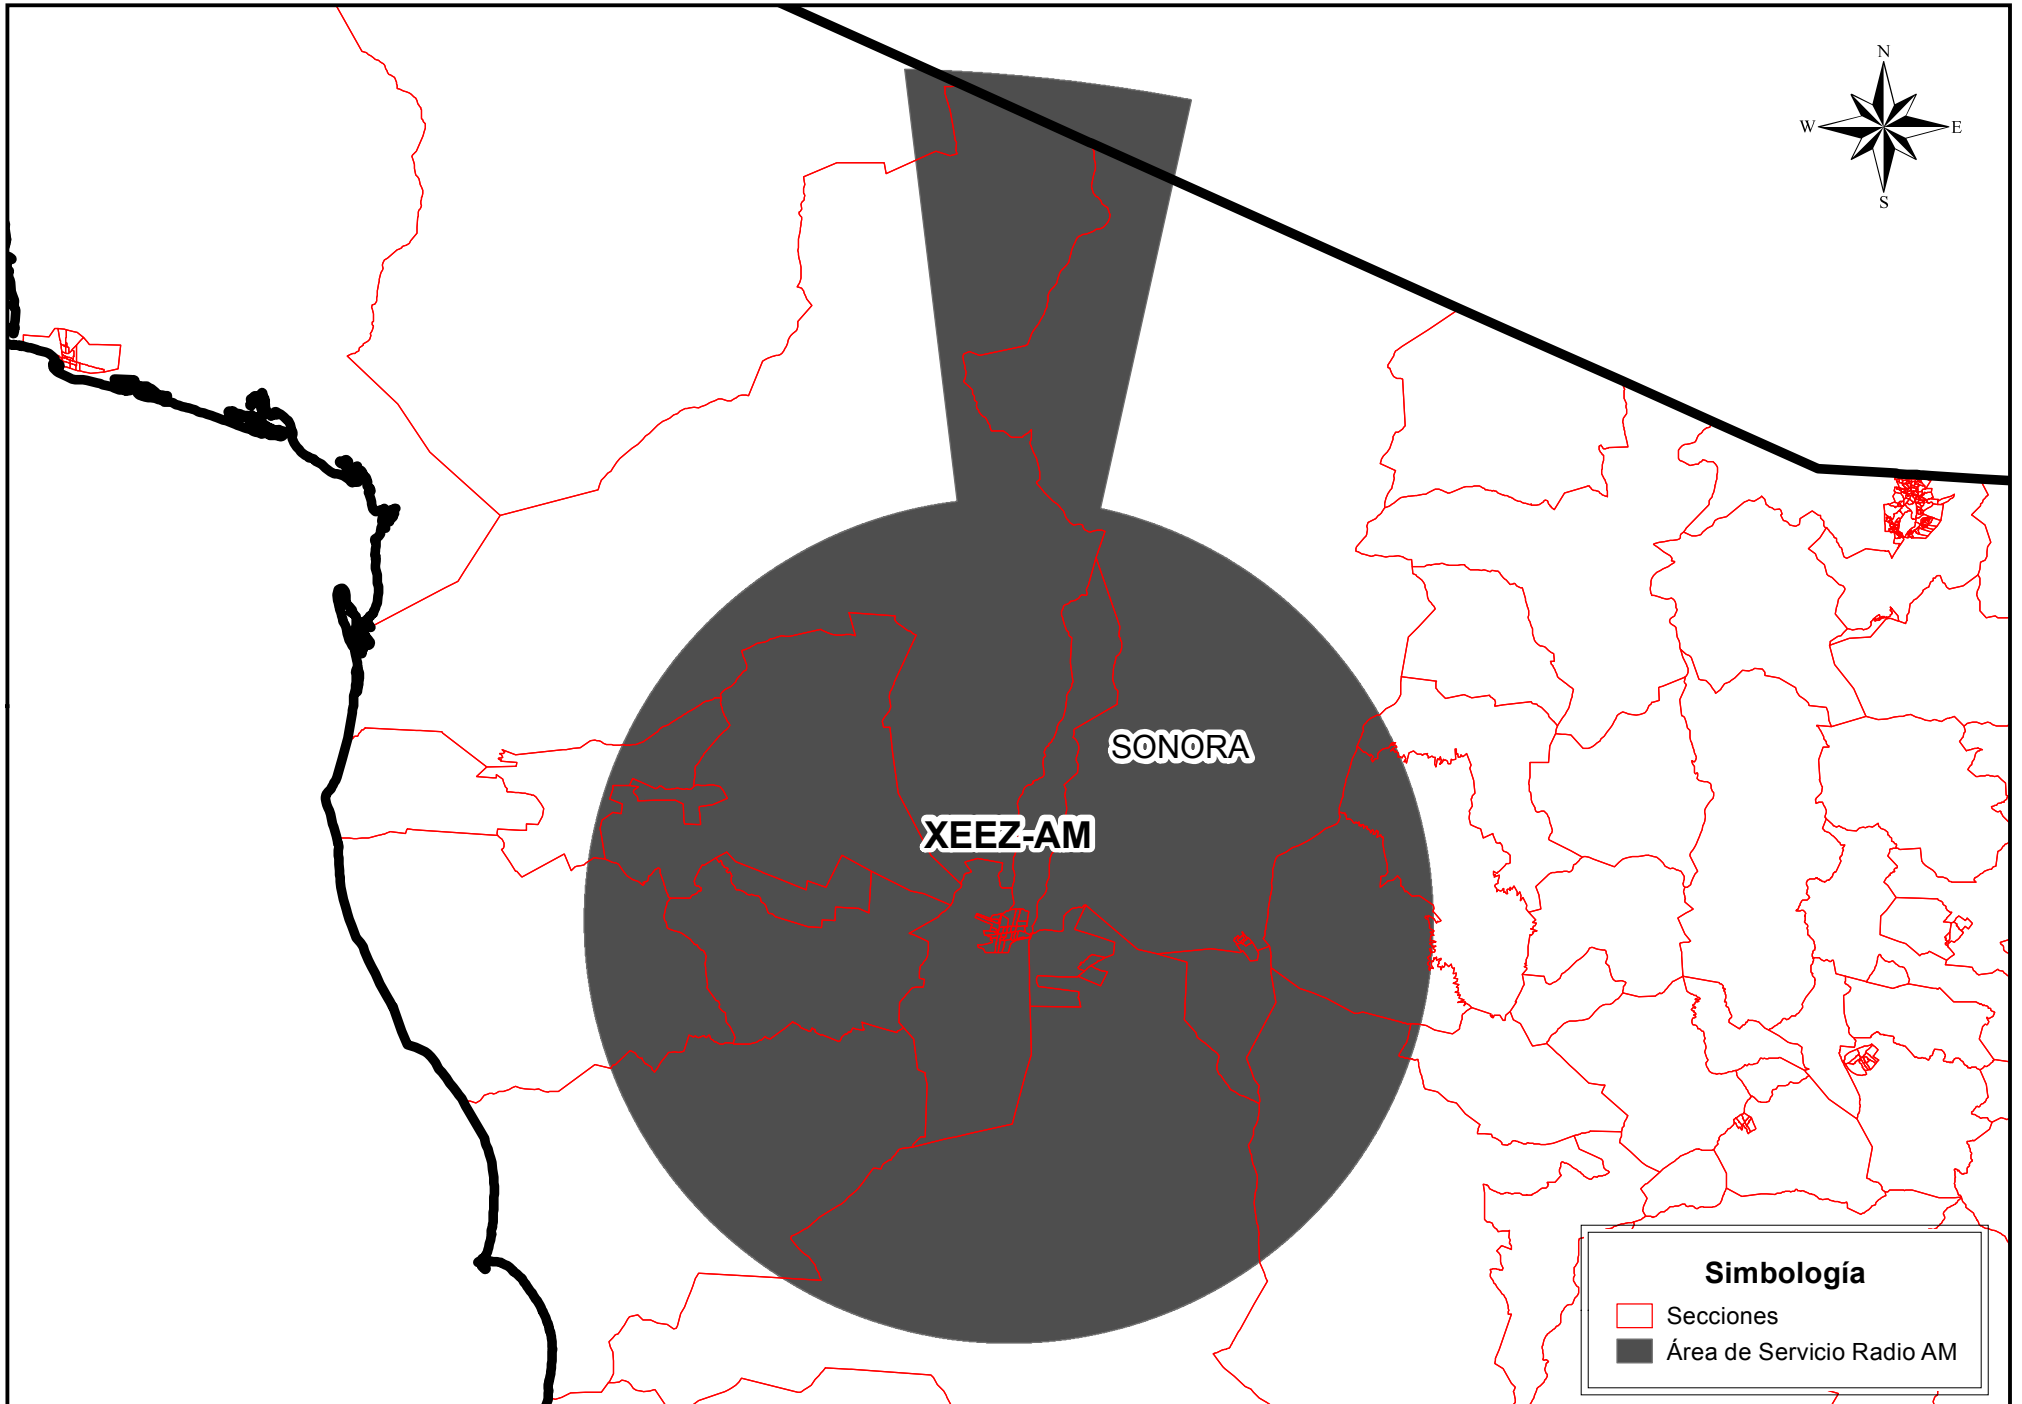 N
W E
S
SONORA
XEEZ-AM
Simbología
Secciones
Área de Servicio Radio AM